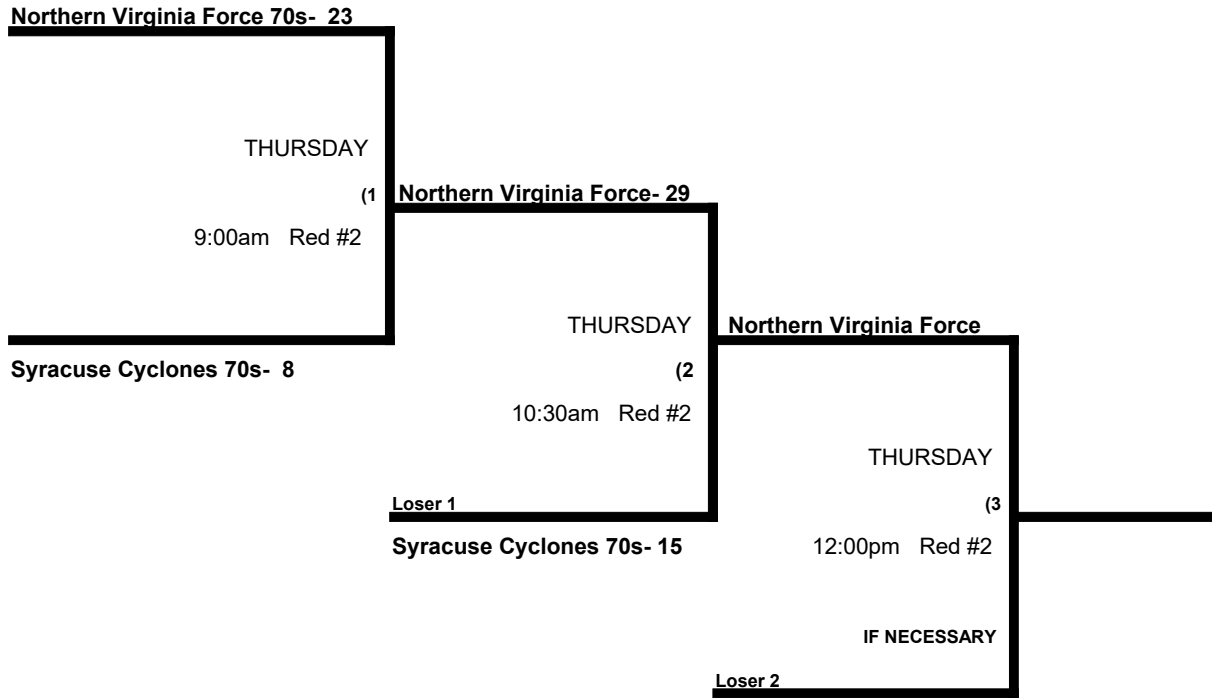 Northern Virginia Force 70s- 23
THURSDAY
(1
Northern Virginia Force- 29
9:00am Red #2
THURSDAY
Northern Virginia Force
Syracuse Cyclones 70s- 8
(2
10:30am Red #2
THURSDAY
Loser 1
(3
Syracuse Cyclones 70s- 15
12:00pm Red #2
IF NECESSARY
Loser 2